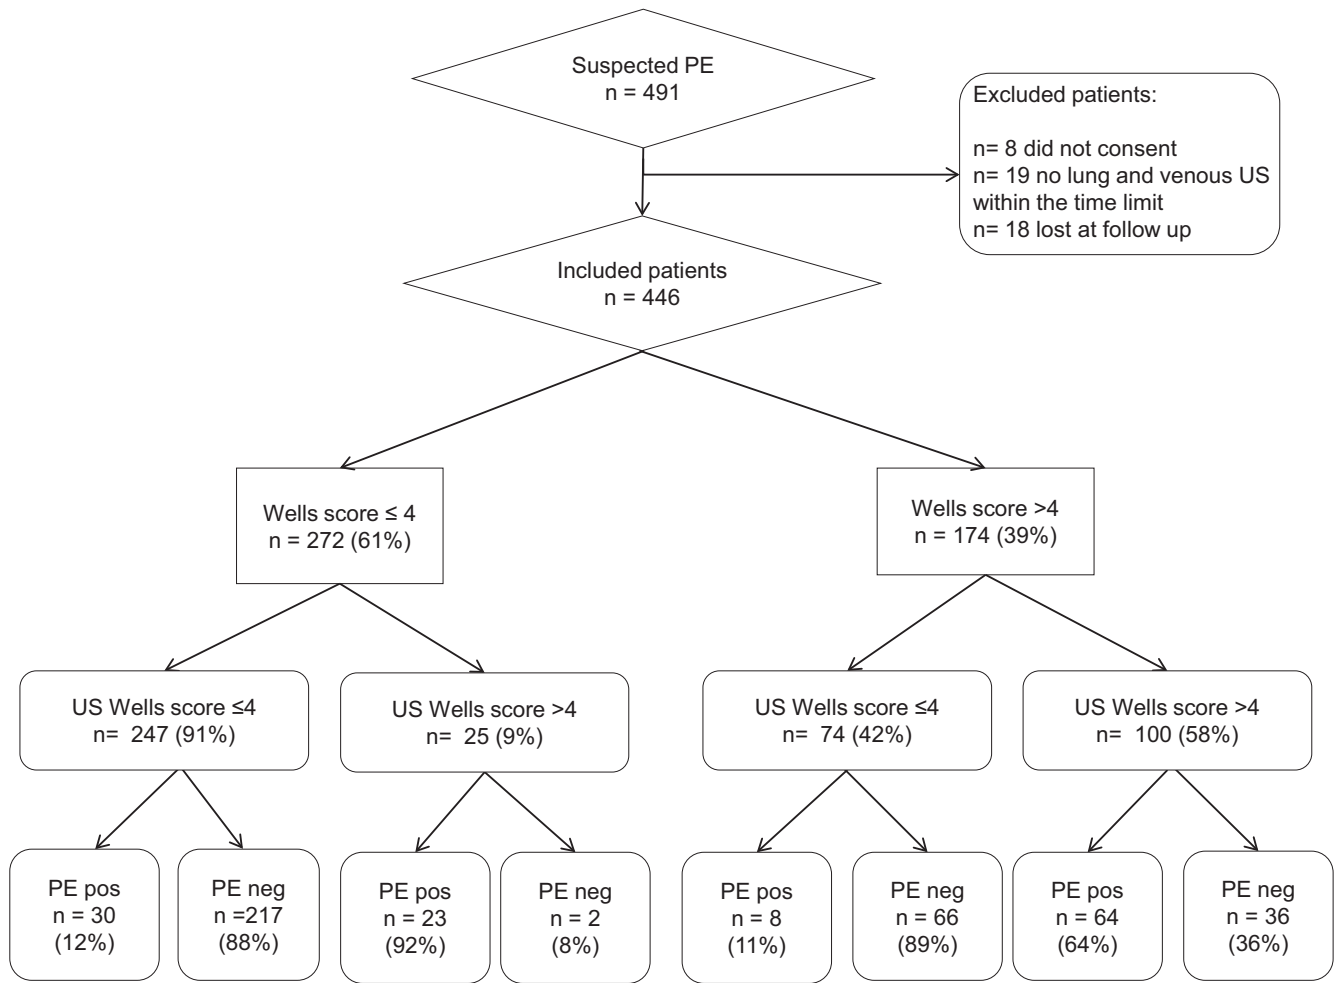 Suspected PE
n = 491
Excluded patients:
n= 8 did not consent
n= 19 no lung and venous US
within the time limit
n= 18 lost at follow up
Included patients
n = 446
Wells score ≤ 4
n = 272 (61%)
Wells score >4
n = 174 (39%)
US Wells score ≤4
n= 247 (91%)
US Wells score >4
n= 25 (9%)
US Wells score ≤4
n= 74 (42%)
US Wells score >4
n= 100 (58%)
PE pos
n = 30
(12%)
PE neg
n =217
(88%)
PE pos
n = 23
(92%)
PE neg
n = 2
(8%)
PE pos
n = 8
(11%)
PE neg
n = 66
(89%)
PE pos
n = 64
(64%)
PE neg
n = 36
(36%)